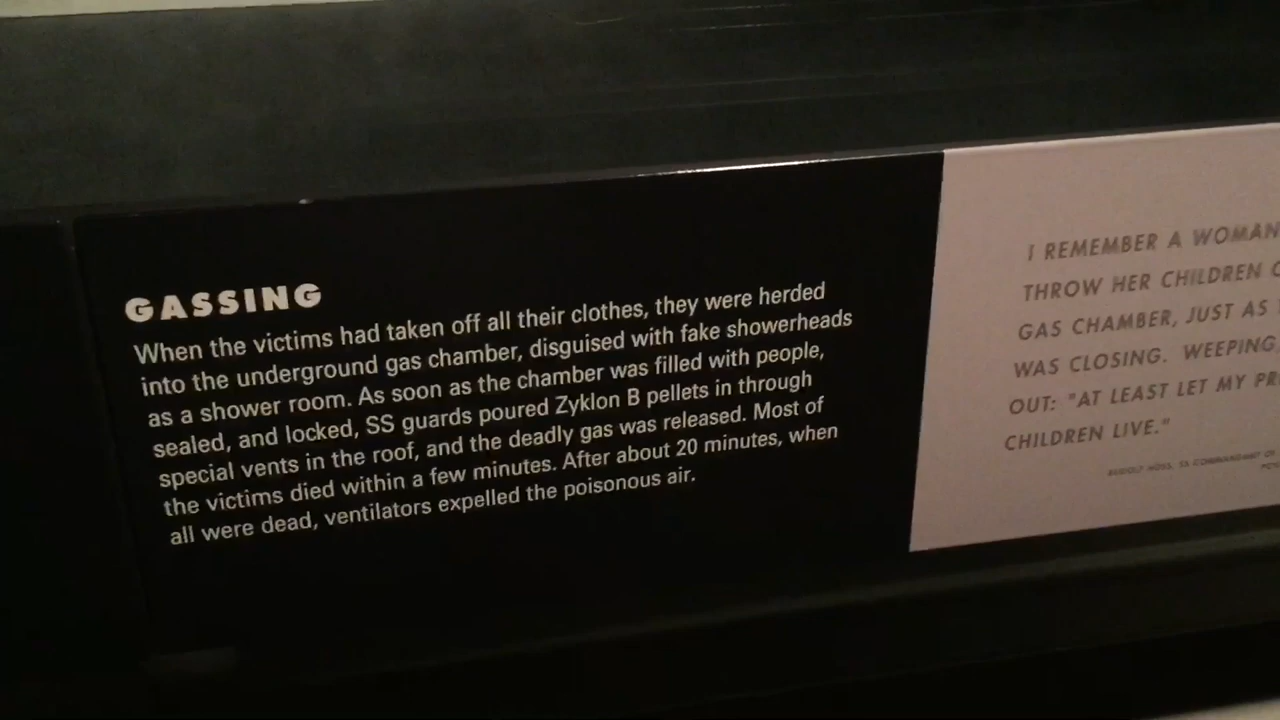 GASSING
When the victims had taken off all their clothes, they were herded
into the underground gas chamber, disguised with fake showerheads
as a shower room. As soon as the chamber was filled with people,
sealed, and locked, SS guards poured Zyklon B pellets in through
special vents in the roof, and the deadly gas was released. Most of
the victims died within a few minutes. After about 20 minutes, when
all were dead, ventilators expelled the poisonous air.
I REMEMBER A WOMAN
THROW HER CHILDREN
GAS CHAMBER, JUST AS
WAS CLOSING. WEEPING,
OUT: "AT LEAST LET MY
CHILDREN LIVE."
RUDOLF HÖSS, SS COMMANDANT OF